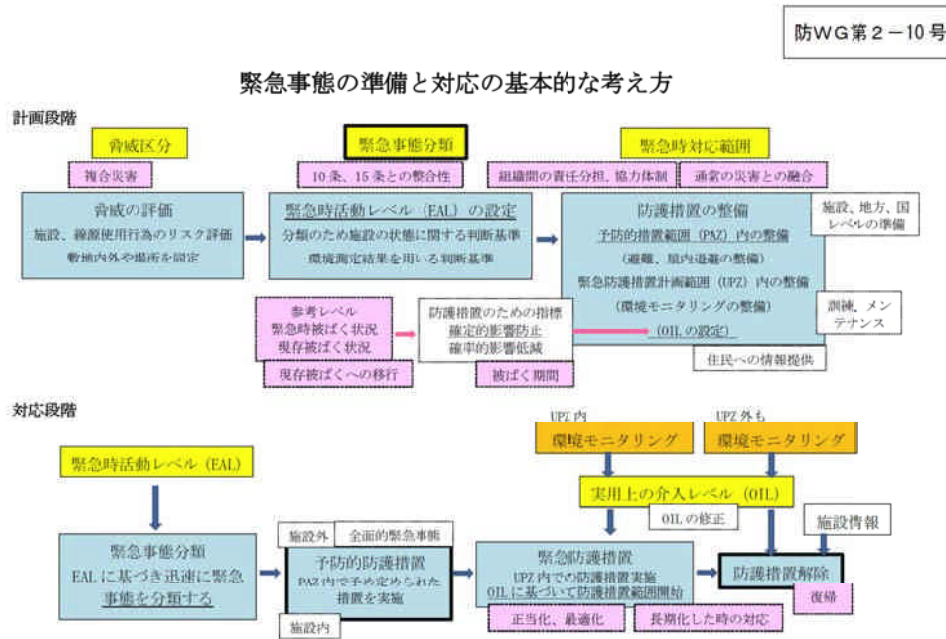 防WG第2－10号
緊急事態の準備と対応の基本的な考え方
計画段階
脅威区分
緊急事態分類
緊急時対応範囲
複合災害
10条、15条との整合性
組織間の責任分担、協力体制
通常の災害との融合
脅威の評価
施設、線源使用行為のリスク評価
敷地内外や場所を同定
緊急時活動レベル（EAL）の設定
分類のため施設の状態に関する判断基準
環境測定結果を用いる判断基準
防護措置の整備
予防的措置範囲（PAZ）内の整備
（避難、屋内退避の整備）
緊急防護措置計画範囲（UPZ）内の整備
（環境モニタリングの整備）
（OILの設定）
施設、地方、国
レベルの準備
訓練、メン
テナンス
住民への情報提供
参考レベル
緊急時被ばく状況
現存被ばく状況
現存被ばくへの移行
防護措置のための指標
確定的影響防止
確率的影響低減
被ばく期間
対応段階
UPZ内
UPZ外も
環境モニタリング
環境モニタリング
緊急時活動レベル（EAL）
実用上の介入レベル（OIL）
OILの修正
施設情報
緊急事態分類
EALに基づき迅速に緊急
事態を分類する
施設外
全面的緊急事態
予防的防護措置
PAZ内で予め定められた
措置を実施
施設内
緊急防護措置
UPZ内での防護措置実施
OILに基づいて防護措置範囲開始
正当化、最適化
長期化した時の対応
防護措置解除
復帰